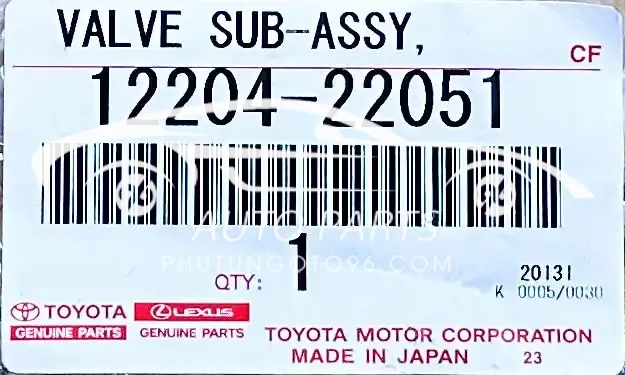 VALVE SUB-ASSY,
CF
12204-22051
AUTO PARTS
PHUTUNGOTO96.COM
QTY: 1
20131
K 0005/0030
TOYOTA LEXUS
GENUINE PARTS GENUINE PARTS
TOYOTA MOTOR CORPORATION
MADE IN JAPAN 23